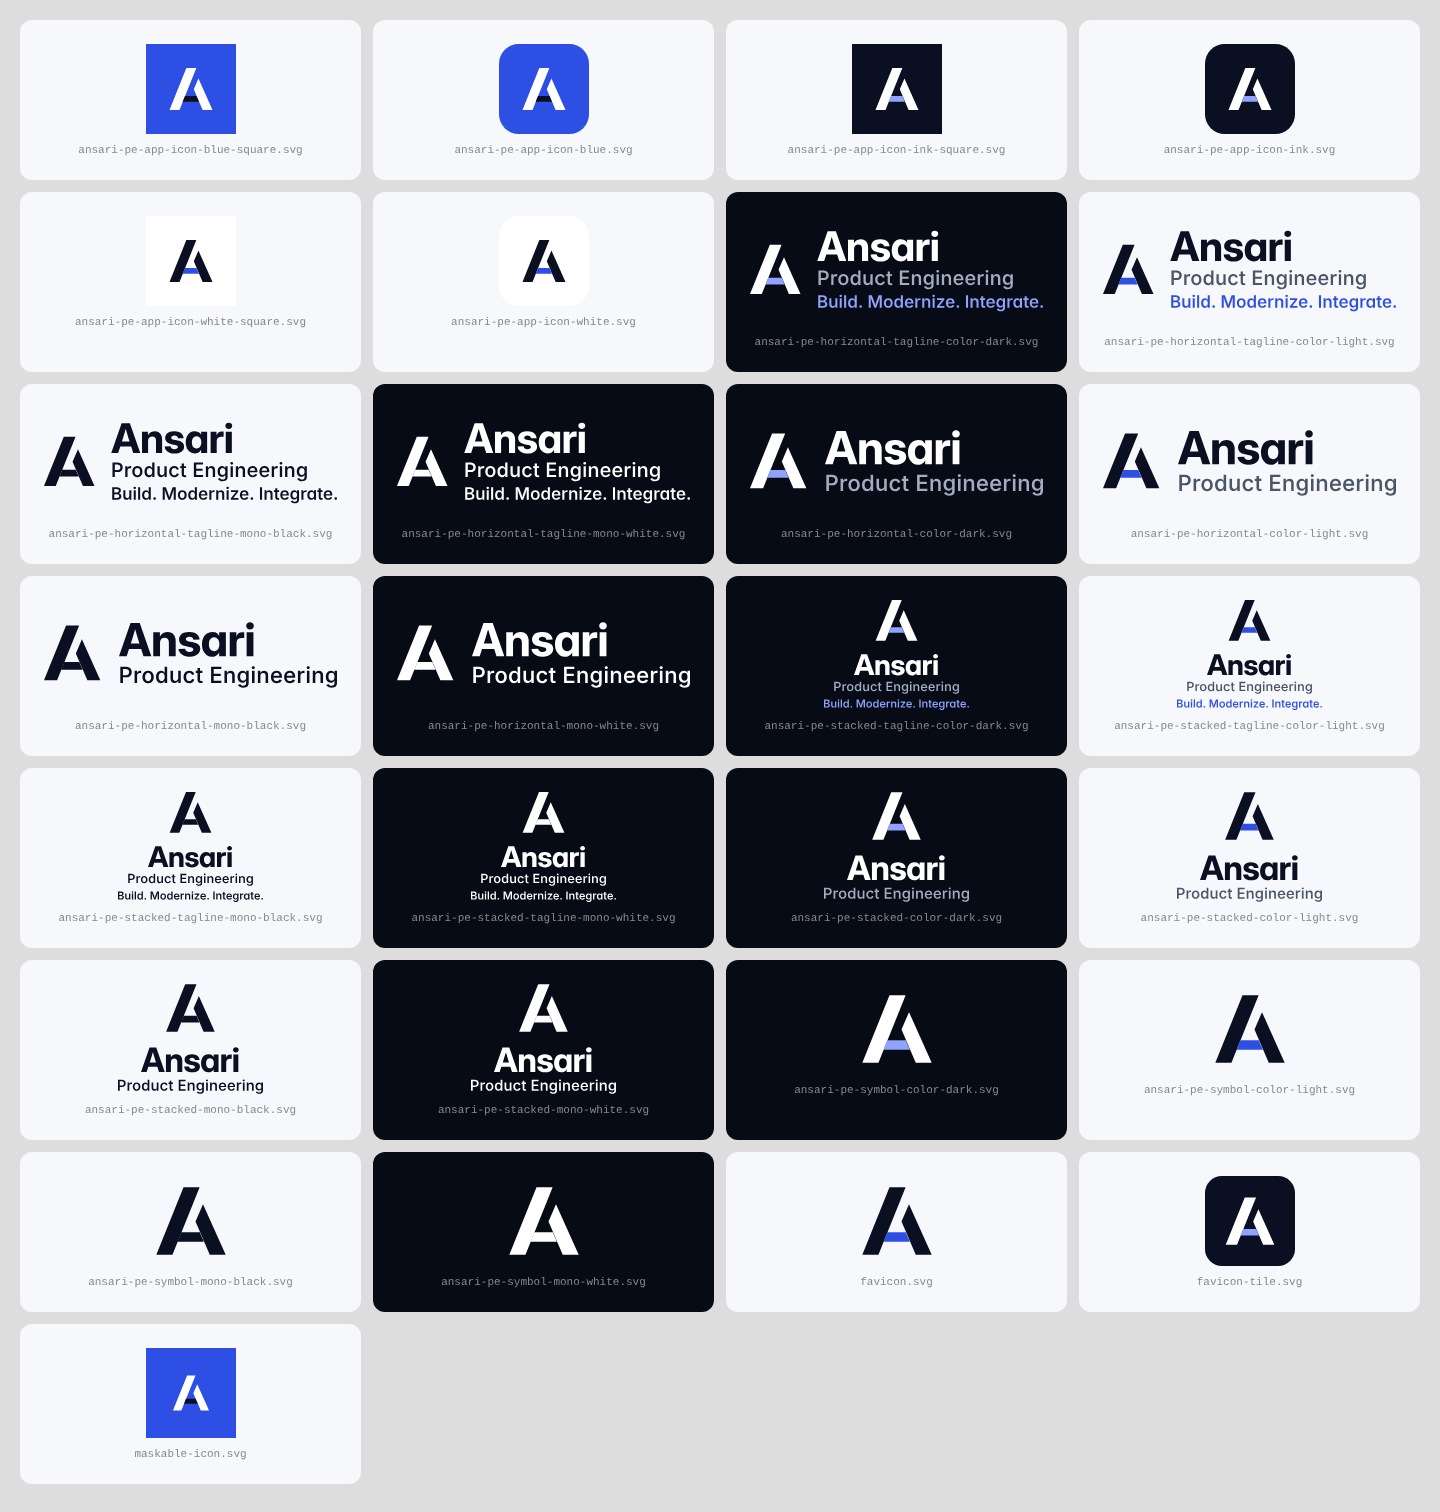 ansari-pe-app-icon-blue-square.svg
ansari-pe-app-icon-blue.svg
ansari-pe-app-icon-ink-square.svg
ansari-pe-app-icon-ink.svg
ansari-pe-app-icon-white-square.svg
ansari-pe-app-icon-white.svg
Ansari
Product Engineering
Build. Modernize. Integrate.
ansari-pe-horizontal-tagline-color-dark.svg
Ansari
Product Engineering
Build. Modernize. Integrate.
ansari-pe-horizontal-tagline-color-light.svg
Ansari
Product Engineering
Build. Modernize. Integrate.
ansari-pe-horizontal-tagline-mono-black.svg
Ansari
Product Engineering
Build. Modernize. Integrate.
ansari-pe-horizontal-tagline-mono-white.svg
Ansari
Product Engineering
ansari-pe-horizontal-color-dark.svg
Ansari
Product Engineering
ansari-pe-horizontal-color-light.svg
Ansari
Product Engineering
ansari-pe-horizontal-mono-black.svg
Ansari
Product Engineering
ansari-pe-horizontal-mono-white.svg
Ansari
Product Engineering
Build. Modernize. Integrate.
ansari-pe-stacked-tagline-color-dark.svg
Ansari
Product Engineering
Build. Modernize. Integrate.
ansari-pe-stacked-tagline-color-light.svg
Ansari
Product Engineering
Build. Modernize. Integrate.
ansari-pe-stacked-tagline-mono-black.svg
Ansari
Product Engineering
Build. Modernize. Integrate.
ansari-pe-stacked-tagline-mono-white.svg
Ansari
Product Engineering
ansari-pe-stacked-color-dark.svg
Ansari
Product Engineering
ansari-pe-stacked-color-light.svg
Ansari
Product Engineering
ansari-pe-stacked-mono-black.svg
Ansari
Product Engineering
ansari-pe-stacked-mono-white.svg
ansari-pe-symbol-color-dark.svg
ansari-pe-symbol-color-light.svg
ansari-pe-symbol-mono-black.svg
ansari-pe-symbol-mono-white.svg
favicon.svg
favicon-tile.svg
maskable-icon.svg